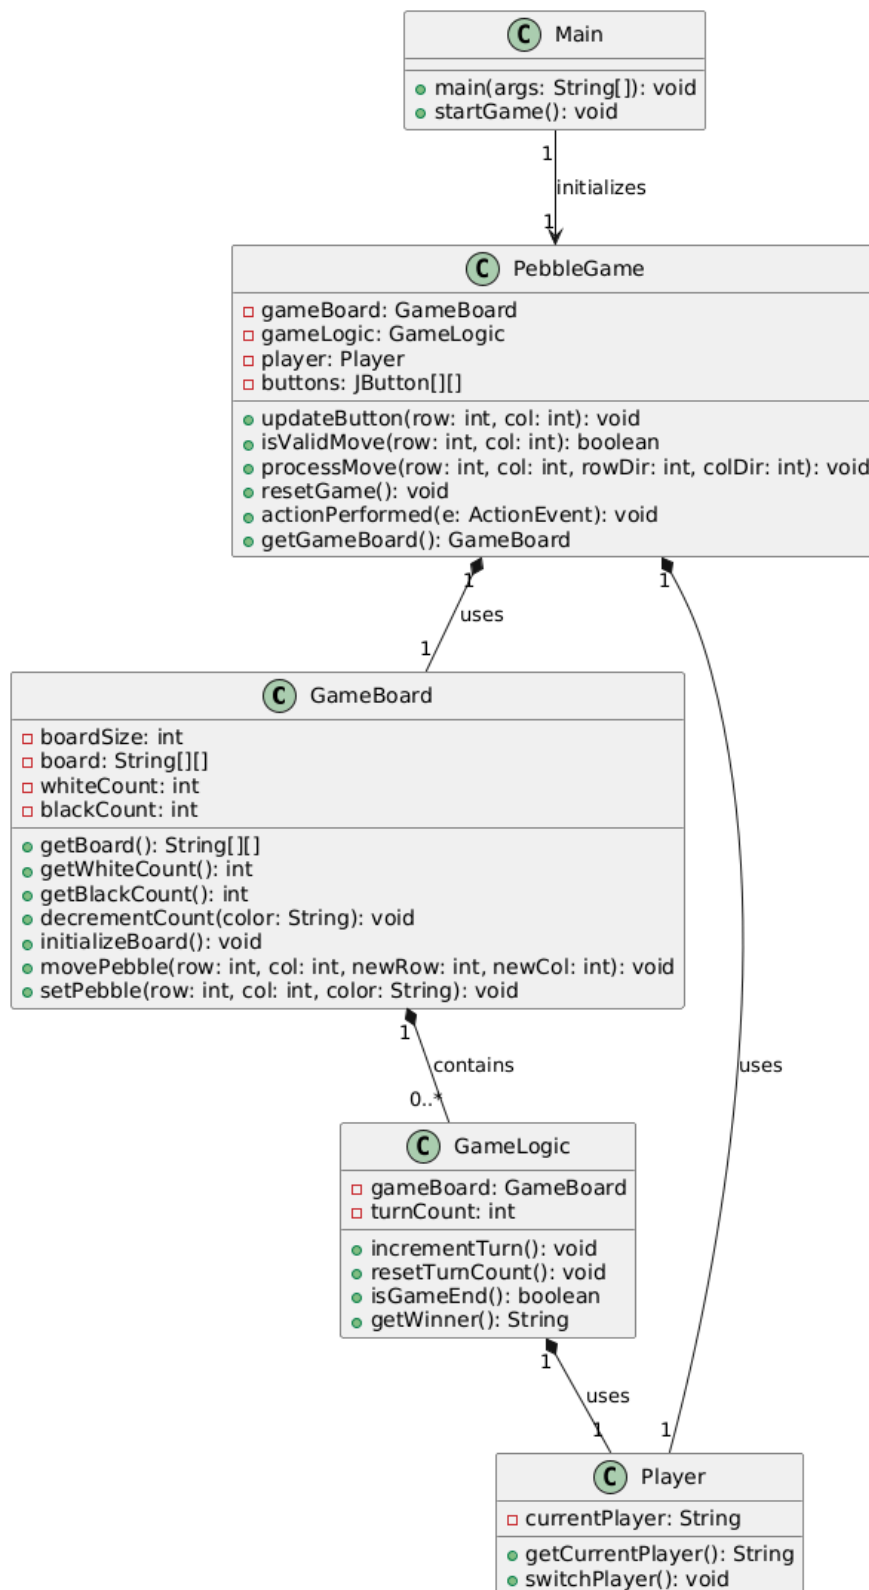 C Main
main(args: String[]): void
startGame(): void
1
initializes
1
C PebbleGame
gameBoard: GameBoard
gameLogic: GameLogic
player: Player
buttons: JButton[][]
updateButton(row: int, col: int): void
isValidMove(row: int, col: int): boolean
processMove(row: int, col: int, rowDir: int, colDir: int): void
resetGame(): void
actionPerformed(e: ActionEvent): void
getGameBoard(): GameBoard
1 1
uses
1
C GameBoard
boardSize: int
board: String[][]
whiteCount: int
blackCount: int
getBoard(): String[][]
getWhiteCount(): int
getBlackCount(): int
decrementCount(color: String): void
initializeBoard(): void
movePebble(row: int, col: int, newRow: int, newCol: int): void
setPebble(row: int, col: int, color: String): void
1
contains uses
0..*
C GameLogic
gameBoard: GameBoard
turnCount: int
incrementTurn(): void
resetTurnCount(): void
isGameEnd(): boolean
getWinner(): String
1
uses
1 1
C Player
currentPlayer: String
getCurrentPlayer(): String
switchPlayer(): void